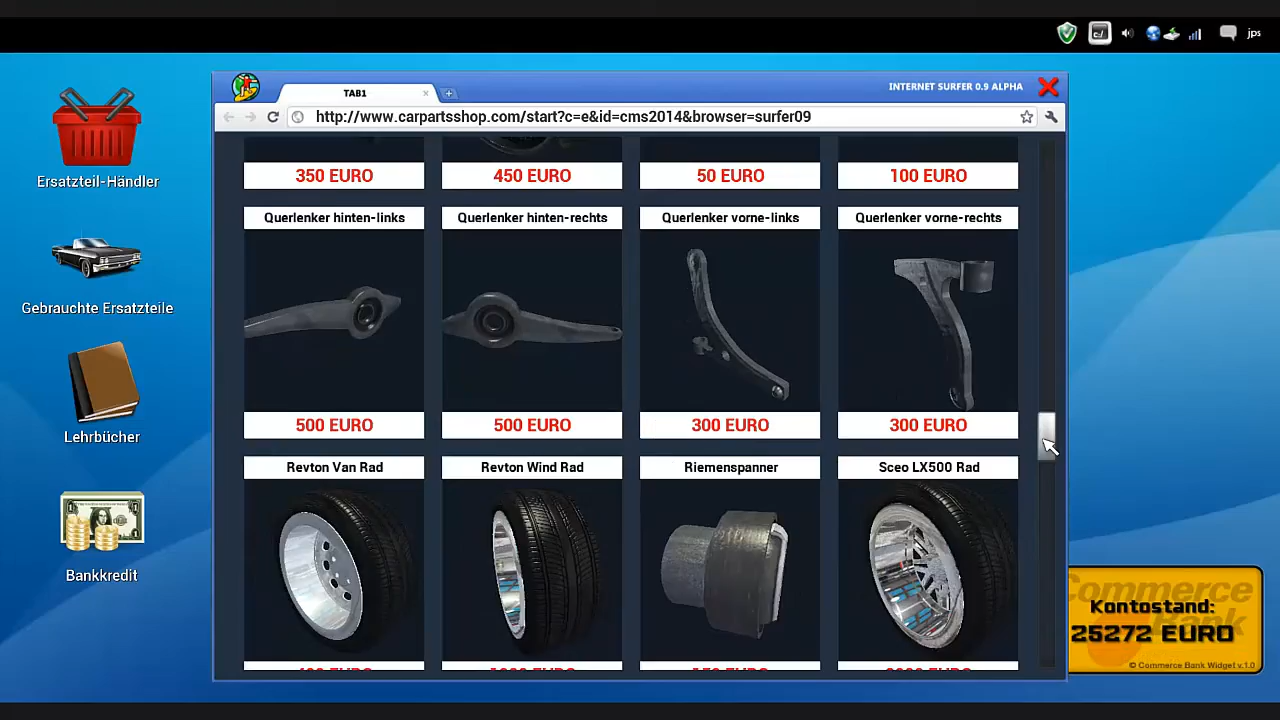 jps
TAB1
INTERNET SURFER 0.9 ALPHA
http://www.carpartsshop.com/start?c=e&id=cms2014&browser=surfer09
350 EURO
450 EURO
50 EURO
100 EURO
Querlenker hinten-links
Querlenker hinten-rechts
Querlenker vorne-links
Querlenker vorne-rechts
500 EURO
500 EURO
300 EURO
300 EURO
Revton Van Rad
Revton Wind Rad
Riemenspanner
Sceo LX500 Rad
Ersatzteil-Händler
Gebrauchte Ersatzteile
Lehrbücher
Bankkredit
Commerce
Bank
Kontostand:
25272 EURO
© Commerce Bank Widget v.1.0